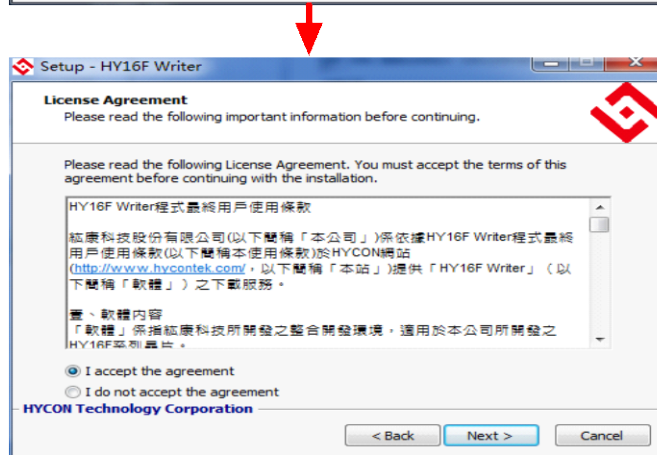 Setup - HY16F Writer
License Agreement
Please read the following important information before continuing.
Please read the following License Agreement. You must accept the terms of this
agreement before continuing with the installation.
HY16F Writer程式最終用戶使用條款
紘康科技股份有限公司(以下簡稱「本公司」)係依據HY16F Writer程式最終
用戶使用條款(以下簡稱本使用條款)於HYCON網站
(http://www.hycontek.com/，以下簡稱「本站」)提供「HY16F Writer」（以
下簡稱「軟體」）之下載服務。
壹、軟體內容
「軟體」係指紘康科技所開發之整合開發環境，適用於本公司所開發之
HY16F系列晶片。
I accept the agreement
I do not accept the agreement
HYCON Technology Corporation
< Back Next > Cancel